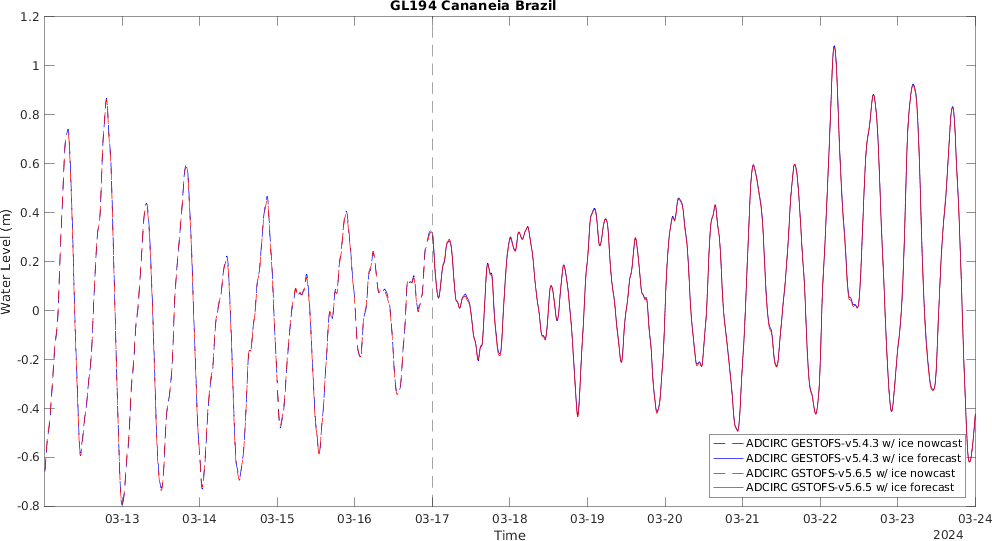 GL194 Cananeia Brazil
Water Level (m)
1.2
1
0.8
0.6
0.4
0.2
0
-0.2
-0.4
-0.6
-0.8
ADCIRC GESTOFS-v5.4.3 w/ ice nowcast
ADCIRC GESTOFS-v5.4.3 w/ ice forecast
ADCIRC GSTOFS-v5.6.5 w/ ice nowcast
ADCIRC GSTOFS-v5.6.5 w/ ice forecast
03-13 03-14 03-15 03-16 03-17 03-18 03-19 03-20 03-21 03-22 03-23 03-24
Time
2024